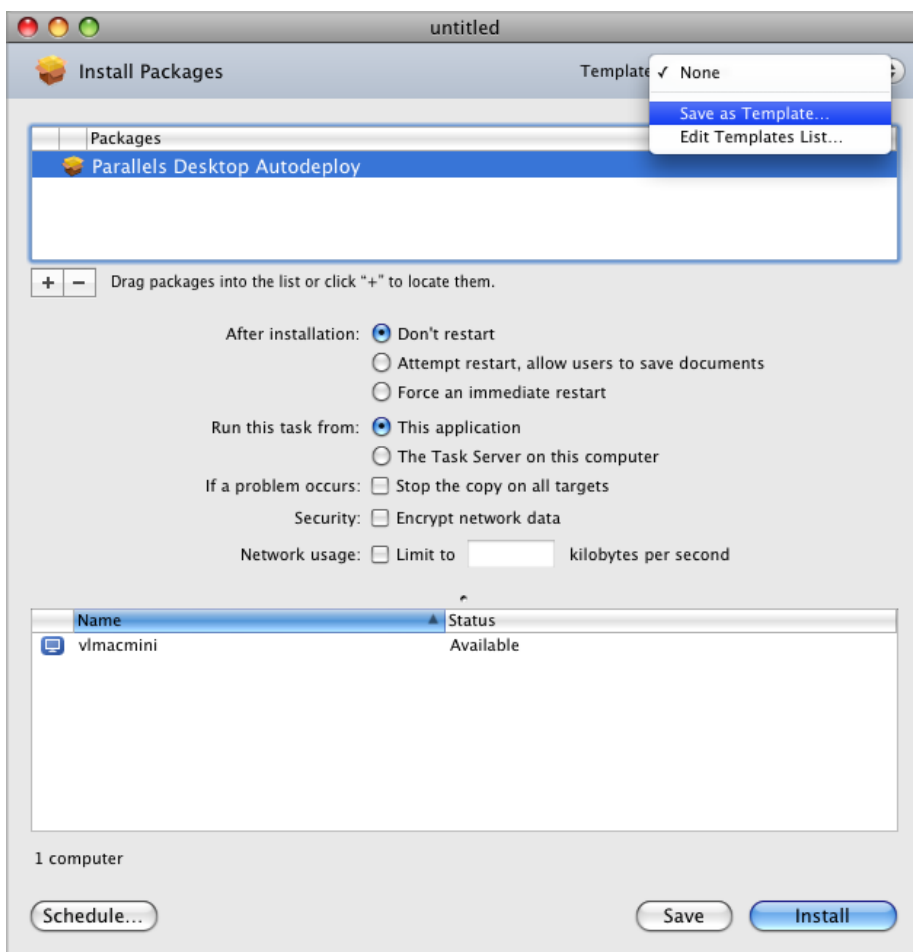 untitled
Install Packages
Template
✓ None
Save as Template...
Edit Templates List...
Packages
Parallels Desktop Autodeploy
+ − Drag packages into the list or click “+” to locate them.
After installation: Don't restart
Attempt restart, allow users to save documents
Force an immediate restart
Run this task from: This application
The Task Server on this computer
If a problem occurs: Stop the copy on all targets
Security: Encrypt network data
Network usage: Limit to kilobytes per second
Name Status
vlmacmini Available
1 computer
Schedule... Save Install